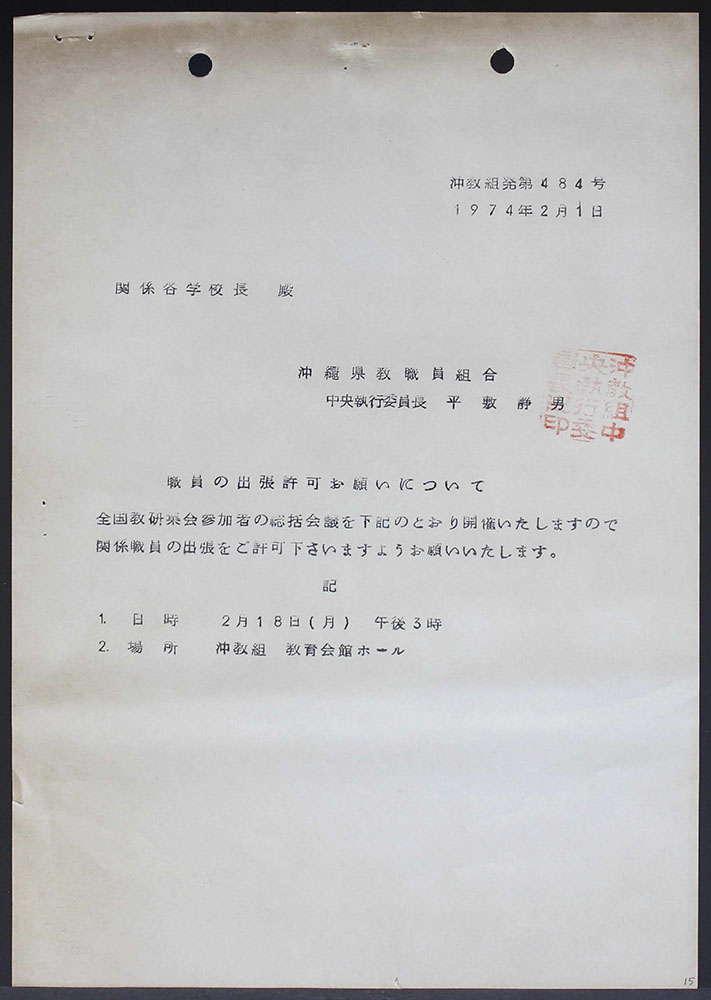 沖教組発第484号
1974年2月1日
関係各学校長 殿
沖縄県教職員組合
中央執行委員長 平敷静男
沖教組中央執行委員長印
職員の出張許可お願いについて
全国教研集会参加者の総括会議を下記のとおり開催いたしますので
関係職員の出張をご許可下さいますようお願いいたします。
記
1. 日時 2月18日(月) 午後3時
2. 場所 沖教組 教育会館ホール
15